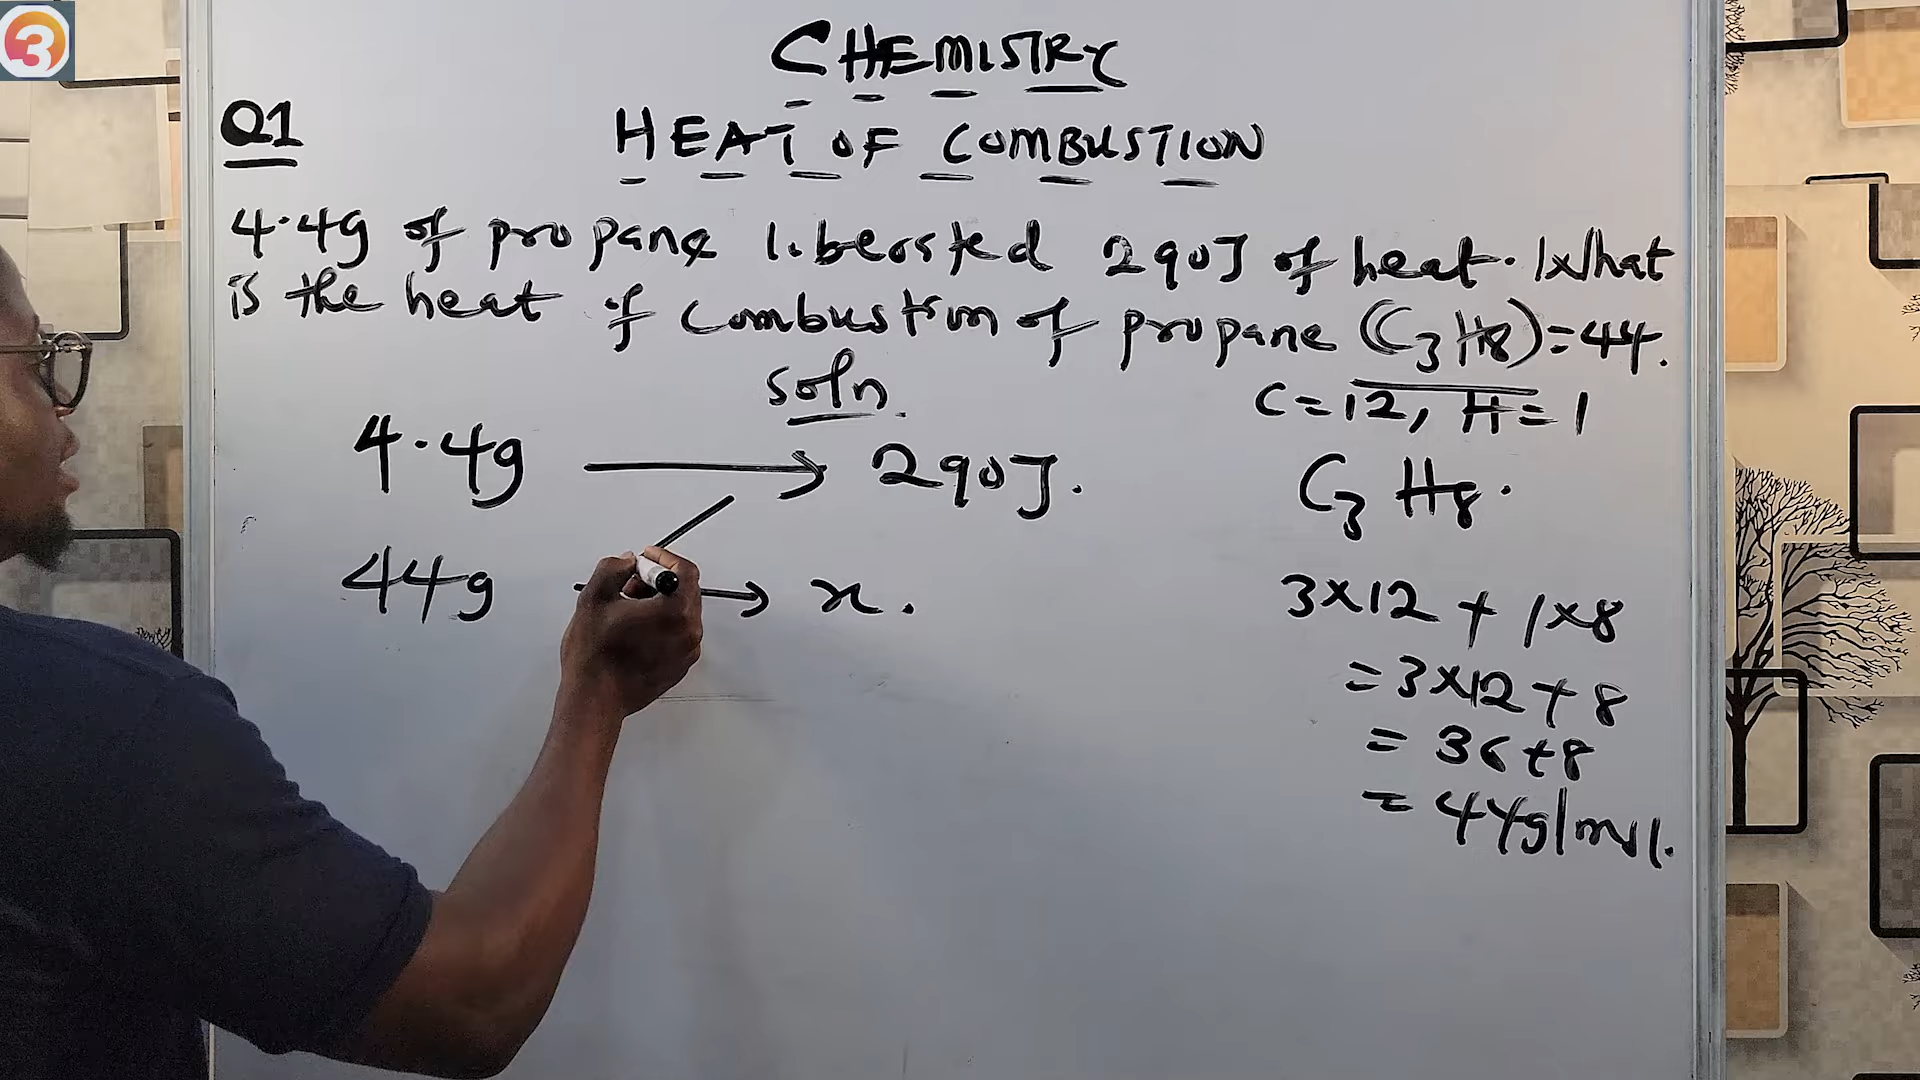 3
CHEMISTRY
Q1
HEAT OF COMBUSTION
4.4g of propane liberated 290J of heat. What
is the heat of combustion of propane (C3H8)=44.
C=12, H=1
soln.
4.4g → 290J.
44g → x.
C3H8.
3x12 + 1x8
=3x12+8
= 36+8
= 44g/mol.